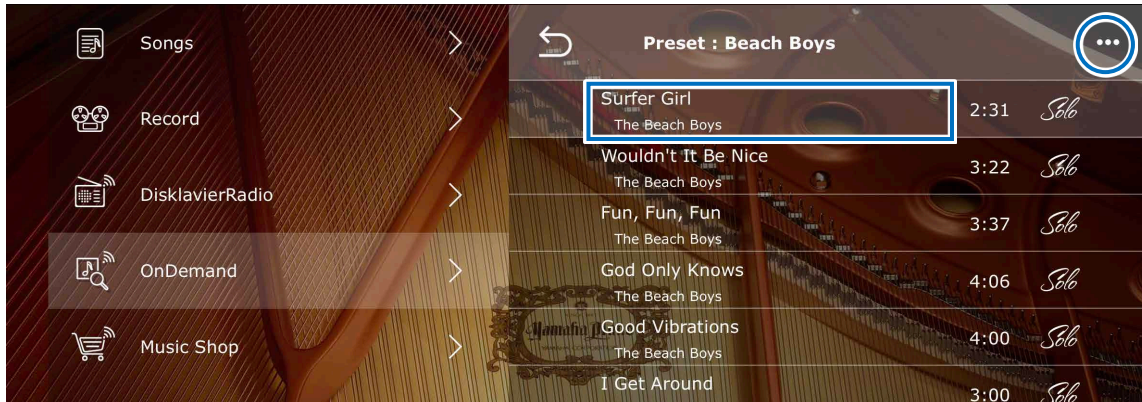 Songs
Record
DisklavierRadio
OnDemand
Music Shop
Preset : Beach Boys
Surfer Girl
The Beach Boys
2:31 Solo
Wouldn't It Be Nice
The Beach Boys
3:22 Solo
Fun, Fun, Fun
The Beach Boys
3:37 Solo
God Only Knows
The Beach Boys
4:06 Solo
Good Vibrations
The Beach Boys
4:00 Solo
I Get Around
3:00 Solo